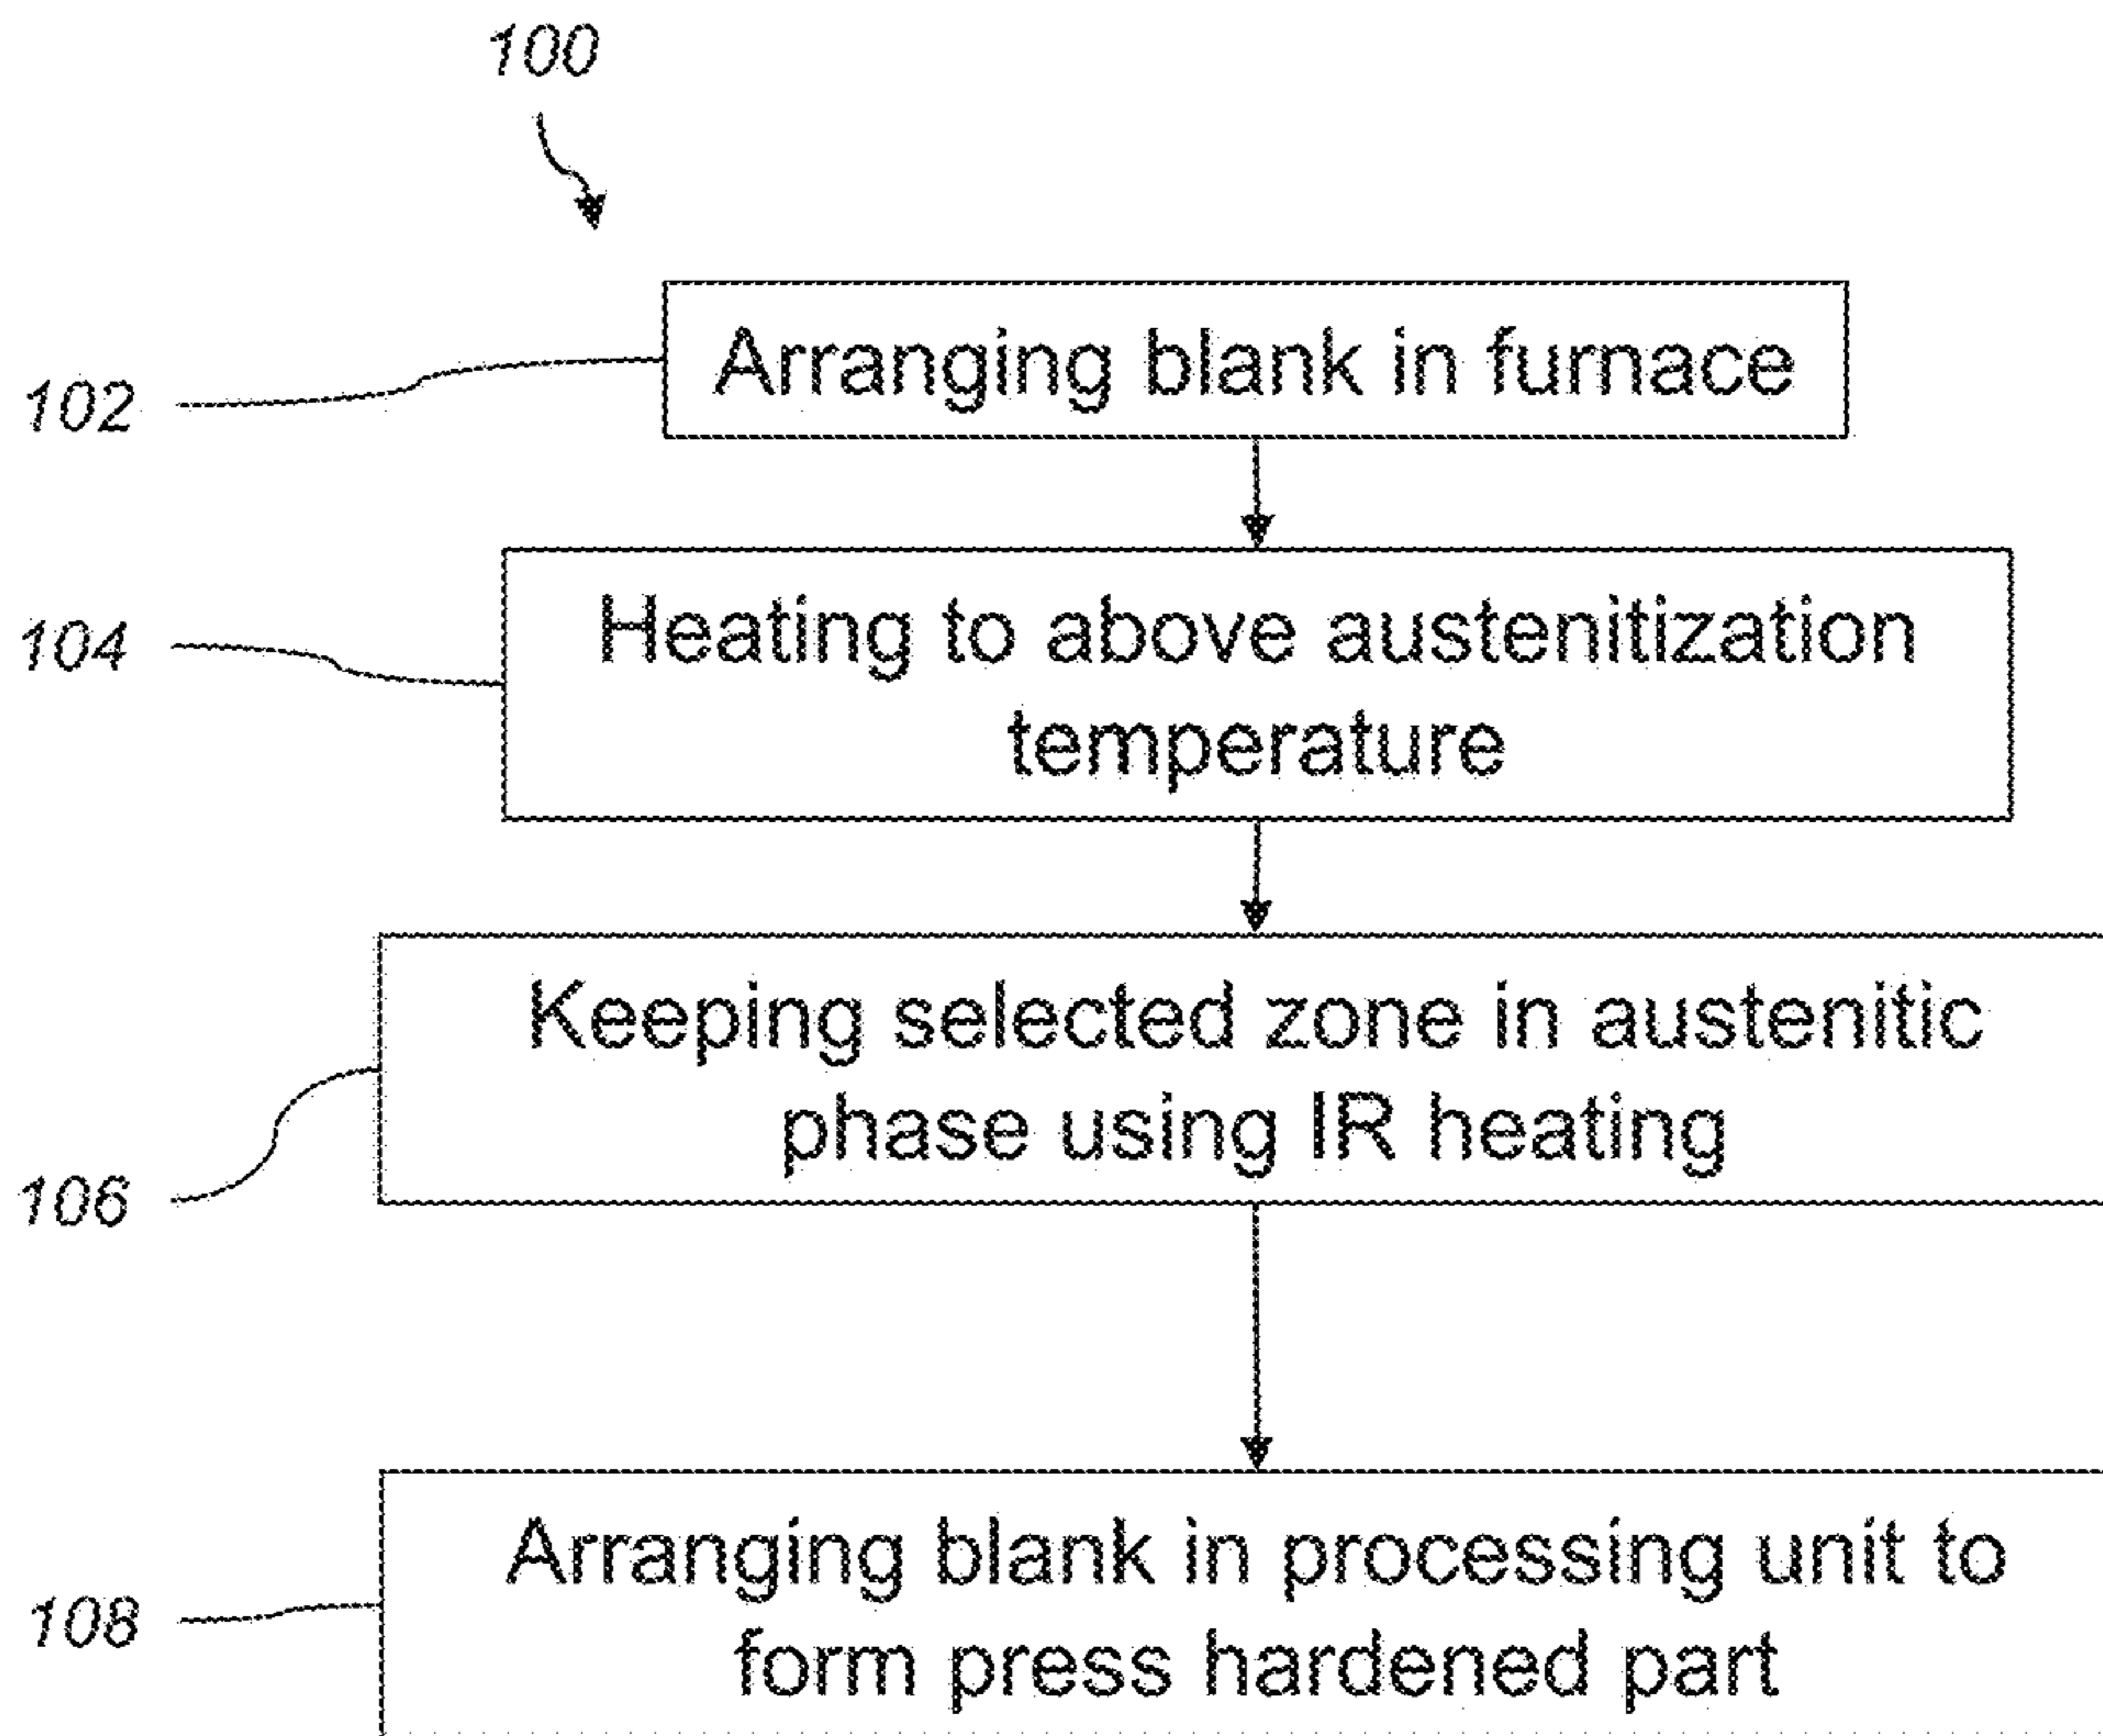 100
102
Arranging blank in furnace
104
Heating to above austenitization
temperature
Keeping selected zone in austenitic
phase using IR heating
106
Arranging blank in processing unit to
108
form press hardened part